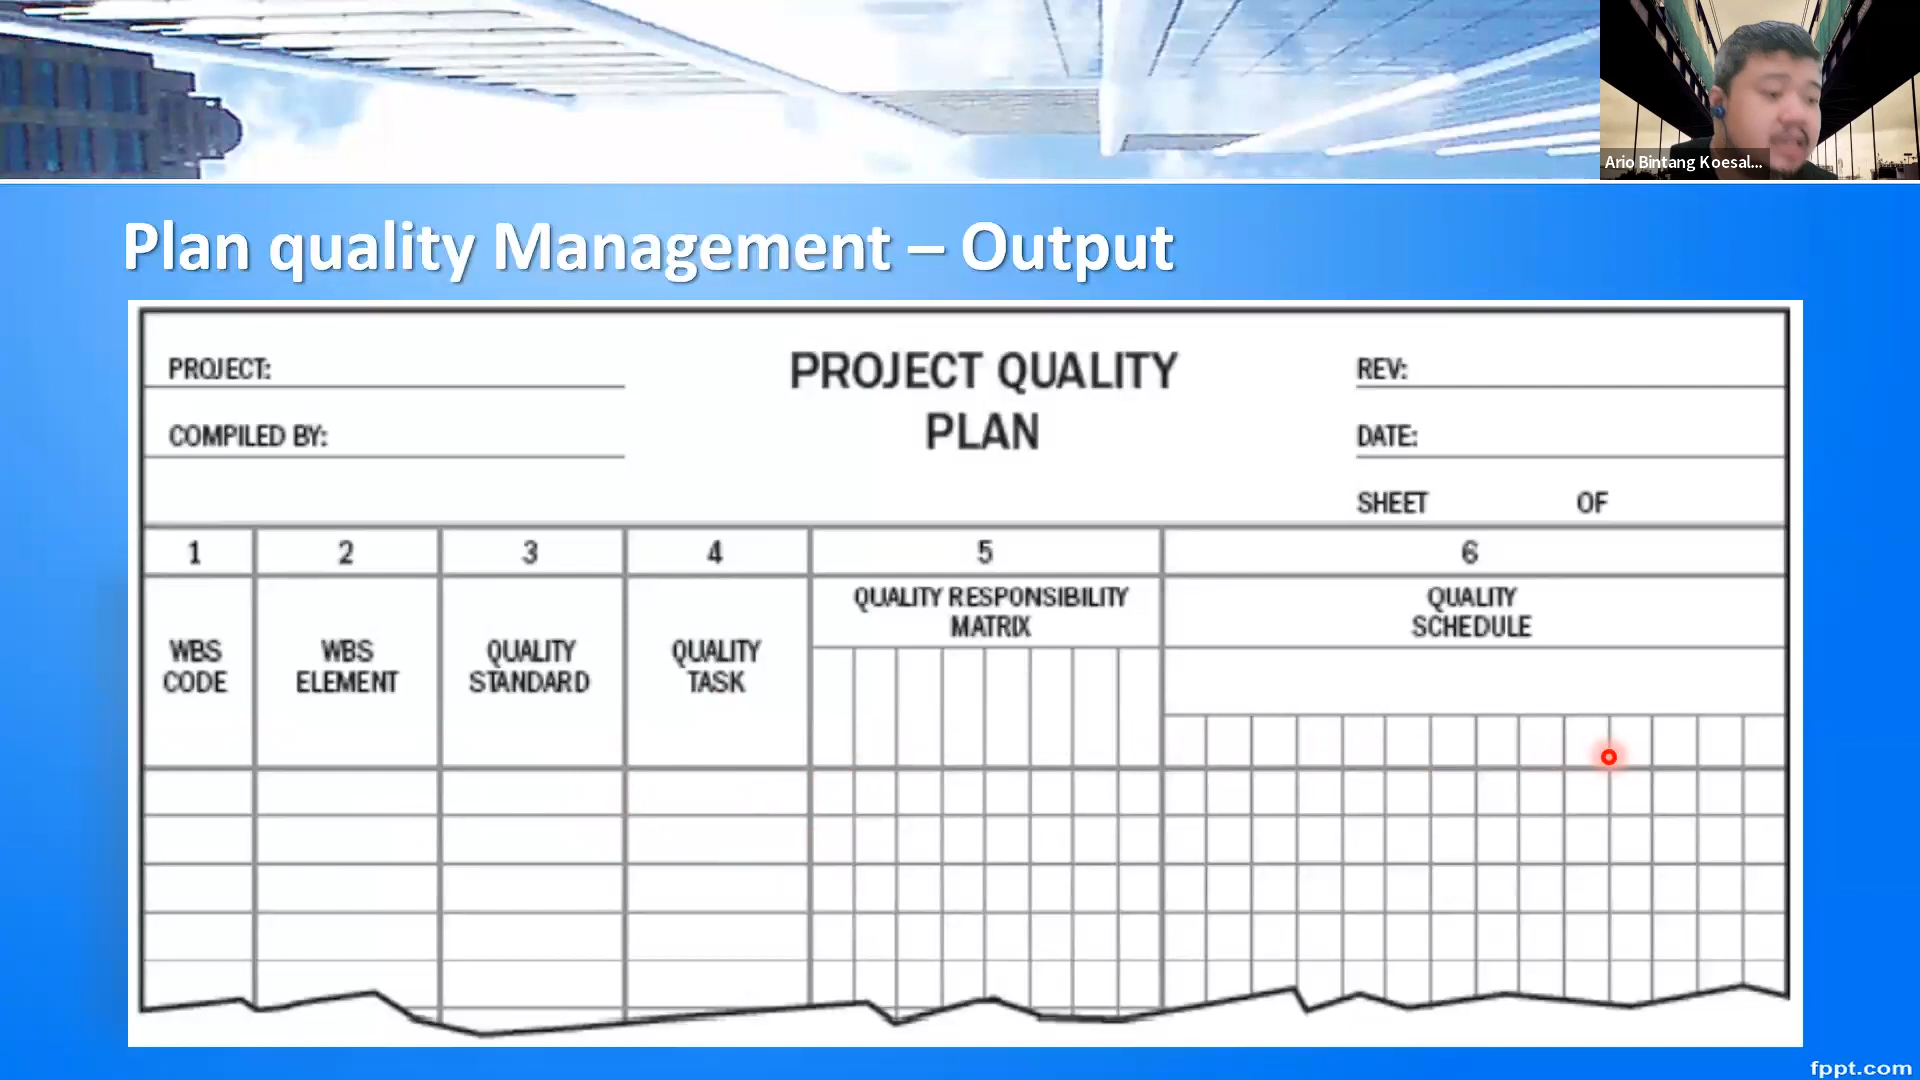 Ario Bintang Koesal...
Plan quality Management – Output
PROJECT:
COMPILED BY:
PROJECT QUALITY
PLAN
REV:
DATE:
SHEET OF
1 2 3 4 5 6
WBS
CODE
WBS
ELEMENT
QUALITY
STANDARD
QUALITY
TASK
QUALITY RESPONSIBILITY
MATRIX
QUALITY
SCHEDULE
fppt.com